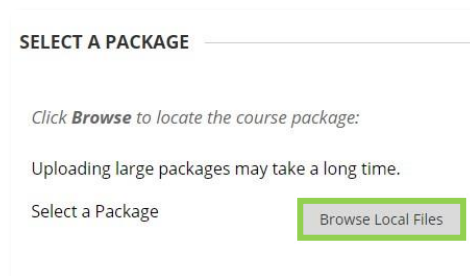 SELECT A PACKAGE
Click Browse to locate the course package:
Uploading large packages may take a long time.
Select a Package
Browse Local Files